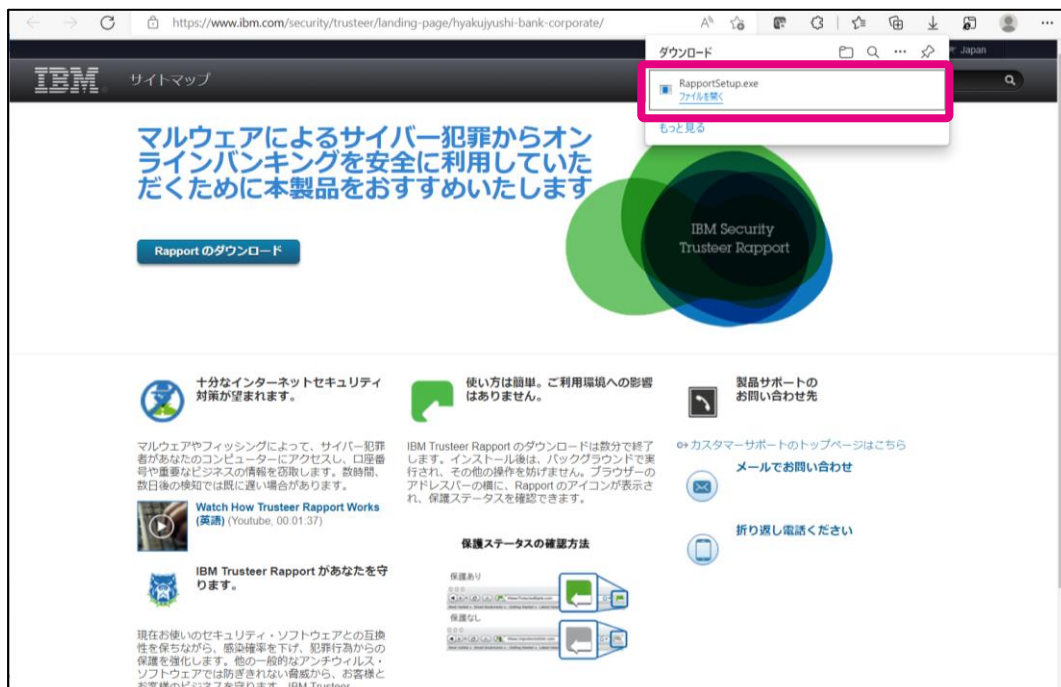 https://www.ibm.com/security/trusteer/landing-page/hyakujyushi-bank-corporate/
ダウンロード
Japan
IBM
サイトマップ
RapportSetup.exe
ファイルを開く
もっと見る
マルウェアによるサイバー犯罪からオン
ラインバンキングを安全に利用していた
だくために本製品をおすすめいたします
Rapport のダウンロード
IBM Security
Trusteer Rapport
十分なインターネットセキュリティ
対策が望まれます。
マルウェアやフィッシングによって、サイバー犯罪
者があなたのコンピューターにアクセスし、口座番
号や重要なビジネスの情報を窃取します。数時間、
数日後の検知では既に遅い場合があります。
Watch How Trusteer Rapport Works
(英語) (Youtube, 00:01:37)
IBM Trusteer Rapport があなたを守
ります。
現在お使いのセキュリティ・ソフトウェアとの互換
性を保ちながら、感染確率を下げ、犯罪行為からの
保護を強化します。他の一般的なアンチウィルス・
ソフトウェアでは防ぎきれない脅威から、お客様と
お客様のビジネスを守ります。IBM Trusteer
使い方は簡単。ご利用環境への影響
はありません。
IBM Trusteer Rapport のダウンロードは数分で終了
します。インストール後は、バックグラウンドで実
行され、その他の操作を妨げません。ブラウザーの
アドレスバーの横に、Rapport のアイコンが表示さ
れ、保護ステータスを確認できます。
保護ステータスの確認方法
保護あり
保護なし
製品サポートの
お問い合わせ先
カスタマーサポートのトップページはこちら
メールでお問い合わせ
折り返し電話ください